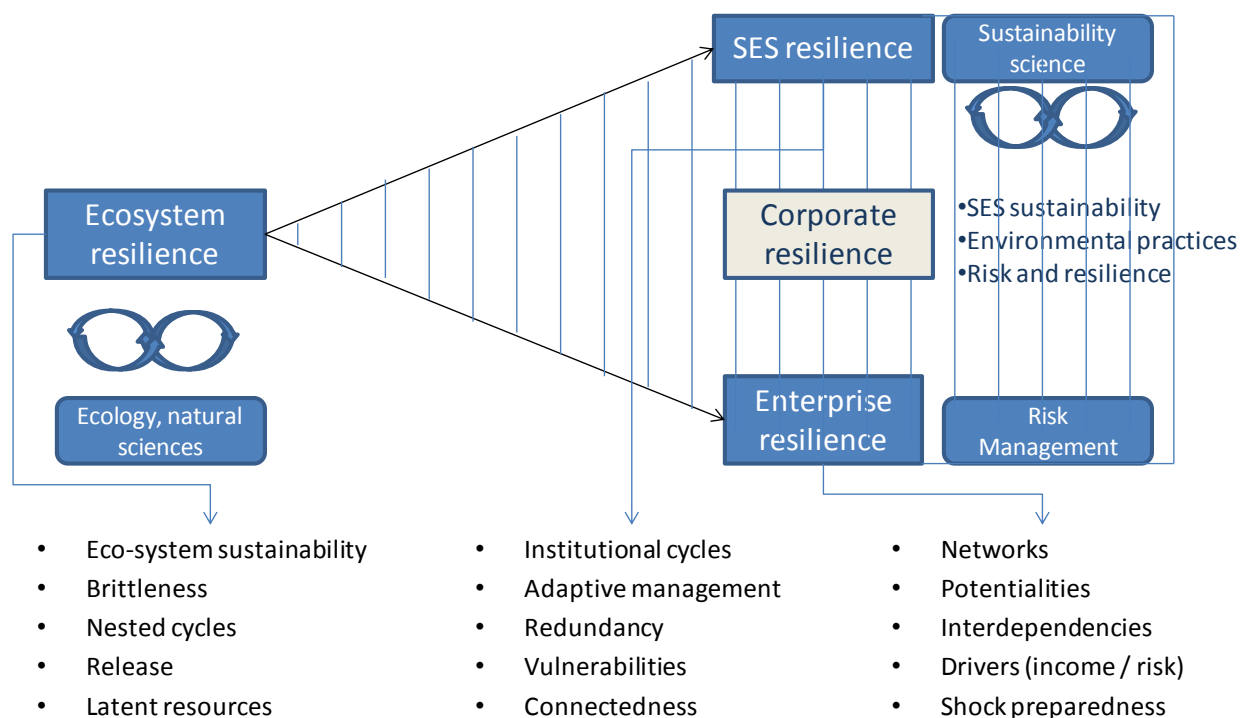 SES resilience
Sustainability
science
Ecosystem
resilience
Corporate
resilience
•SES sustainability
•Environmental practices
•Risk and resilience
Ecology, natural
sciences
Enterprise
resilience
Risk
Management
• Eco-system sustainability
• Brittleness
• Nested cycles
• Release
• Latent resources
• Institutional cycles
• Adaptive management
• Redundancy
• Vulnerabilities
• Connectedness
• Networks
• Potentialities
• Interdependencies
• Drivers (income / risk)
• Shock preparedness